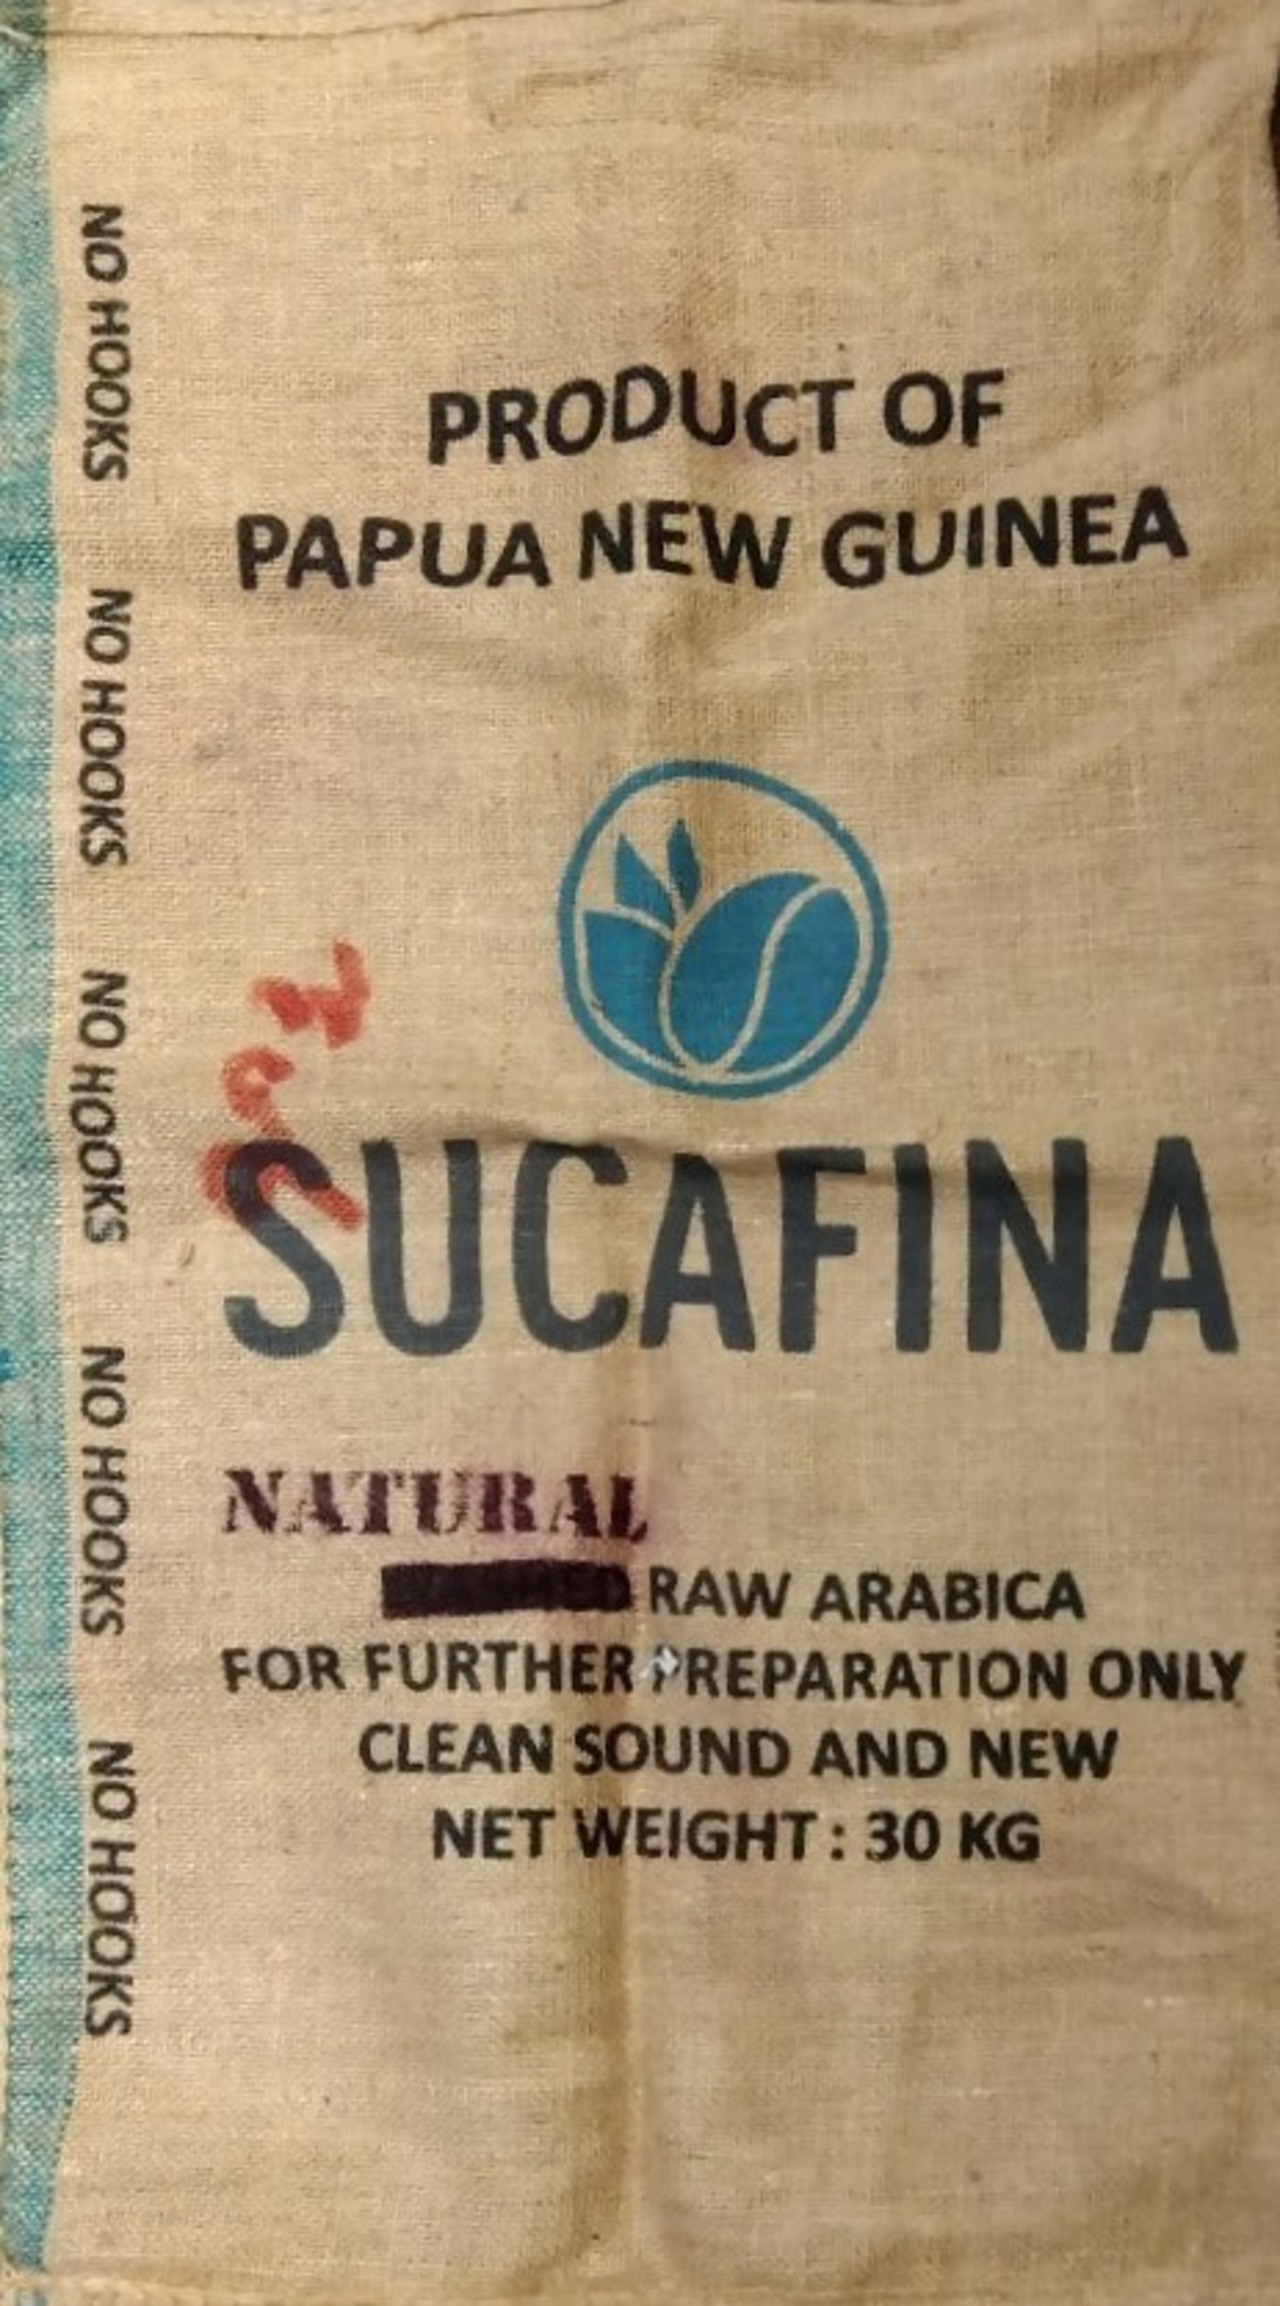 PRODUCT OF
PAPUA NEW GUINEA
SUCAFINA
NATURAL
RAW ARABICA
FOR FURTHER PREPARATION ONLY
CLEAN SOUND AND NEW
NET WEIGHT : 30 KG
NO HOOKS
NO HOOKS
NO HOOKS
NO HOOKS
NO HOOKS